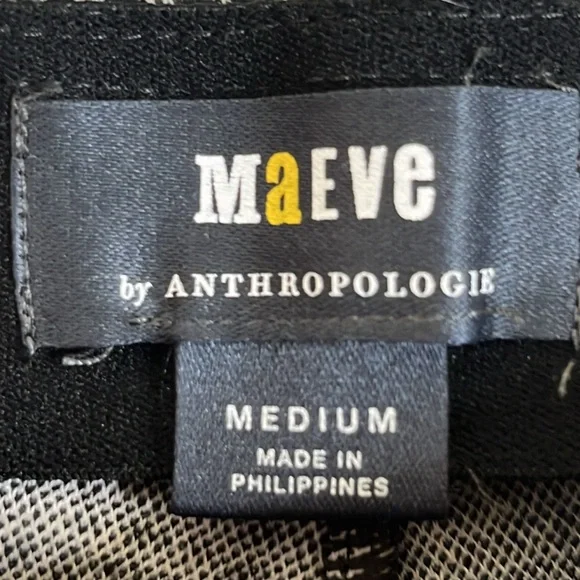 MaEVe
by ANTHROPOLOGIE
MEDIUM
MADE IN
PHILIPPINES